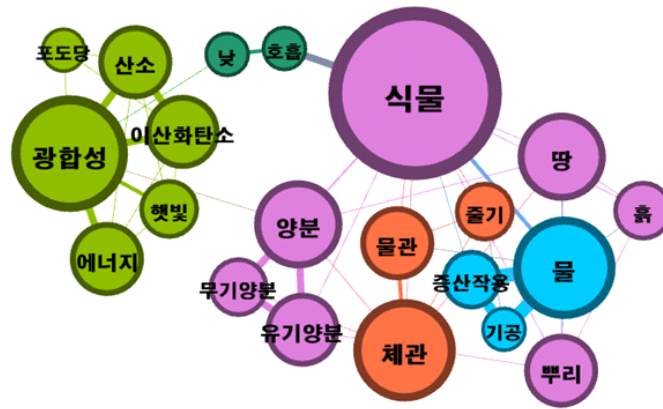 포도당
산소
낮
호흡
식물
이산화탄소
광합성
땅
햇빛
흙
양분
줄기
물관
에너지
물
증산작용
무기양분
유기양분
기공
체관
뿌리